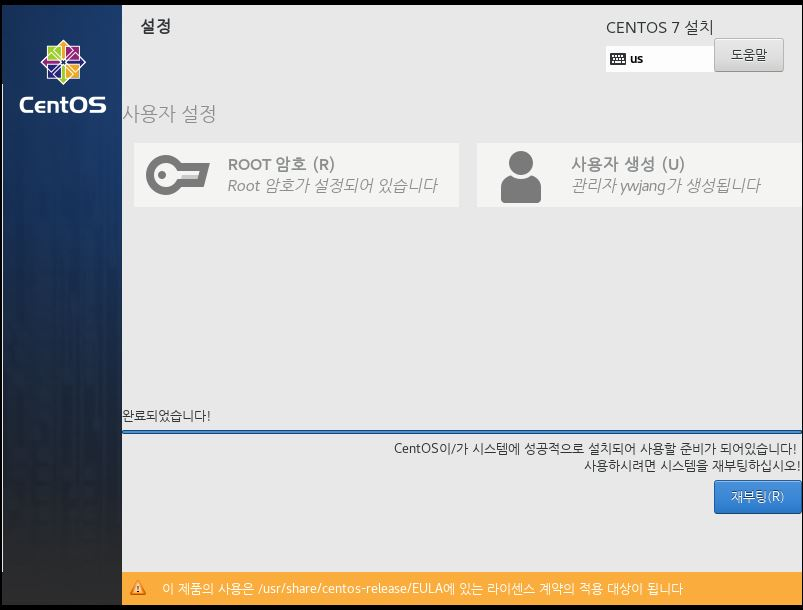 설정
CENTOS 7 설치
us
도움말
CentOS
사용자 설정
ROOT 암호 (R)
Root 암호가 설정되어 있습니다
사용자 생성 (U)
관리자 ywjang가 생성됩니다
완료되었습니다!
CentOS이/가 시스템에 성공적으로 설치되어 사용할 준비가 되어있습니다!
사용하시려면 시스템을 재부팅하십시오!
재부팅(R)
이 제품의 사용은 /usr/share/centos-release/EULA에 있는 라이센스 계약의 적용 대상이 됩니다